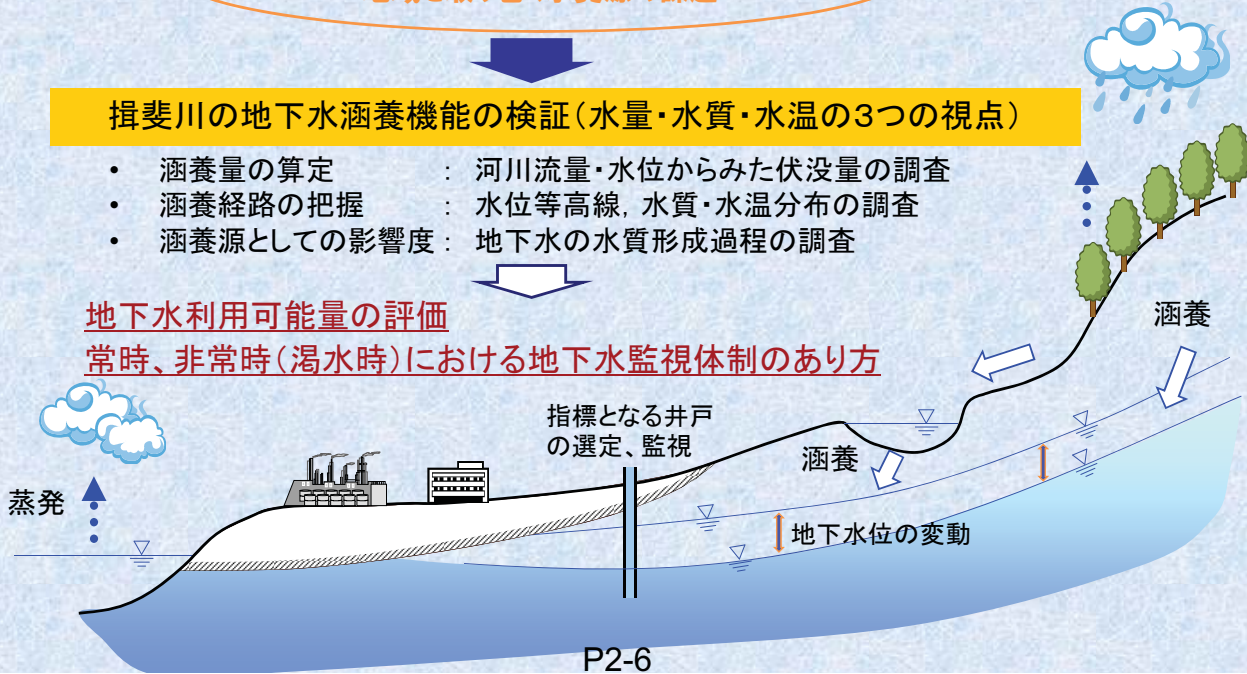 揖斐川の地下水涵養機能の検証（水量・水質・水温の３つの視点）
• 涵養量の算定 ： 河川流量・水位からみた伏没量の調査
• 涵養経路の把握 ： 水位等高線，水質・水温分布の調査
• 涵養源としての影響度： 地下水の水質形成過程の調査
地下水利用可能量の評価
常時、非常時（渇水時）における地下水監視体制のあり方
涵養
指標となる井戸
の選定、監視
涵養
蒸発
地下水位の変動
P2-6